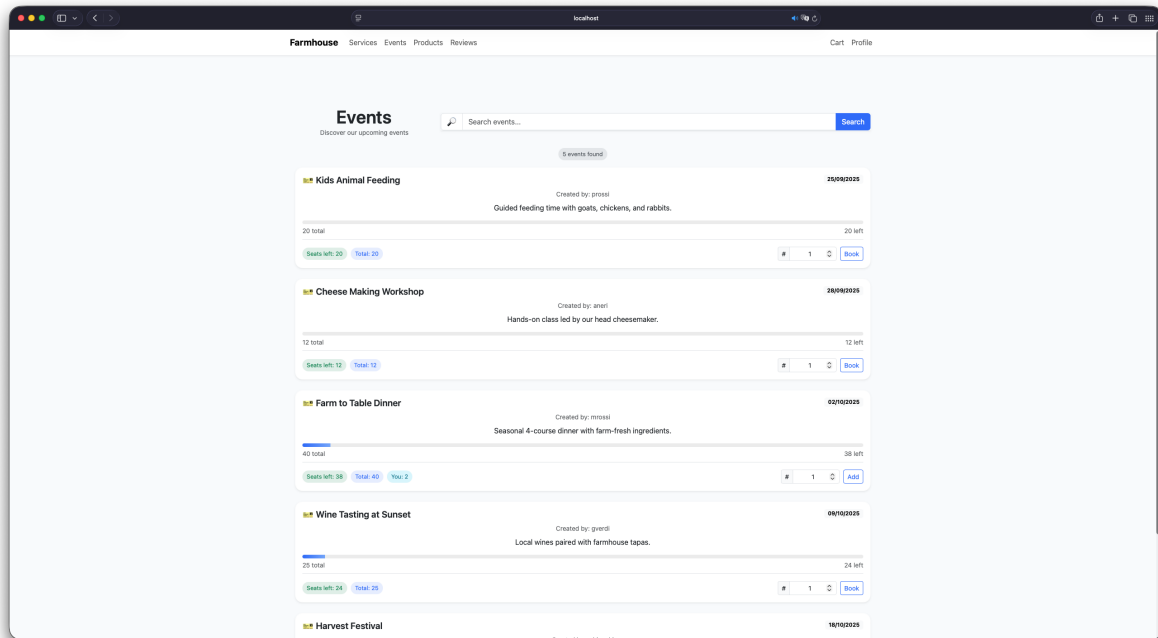 localhost
Farmhouse Services Events Products Reviews Cart Profile
Events
Discover our upcoming events
Search events...
Search
5 events found
Kids Animal Feeding 25/09/2025
Created by: prossi
Guided feeding time with goats, chickens, and rabbits.
20 total 20 left
Seats left: 20 Total: 20 # 1 Book
Cheese Making Workshop 28/09/2025
Created by: aneri
Hands-on class led by our head cheesemaker.
12 total 12 left
Seats left: 12 Total: 12 # 1 Book
Farm to Table Dinner 02/10/2025
Created by: mrossi
Seasonal 4-course dinner with farm-fresh ingredients.
40 total 38 left
Seats left: 38 Total: 40 You: 2 # 1 Add
Wine Tasting at Sunset 09/10/2025
Created by: gverdi
Local wines paired with farmhouse tapas.
25 total 24 left
Seats left: 24 Total: 25 # 1 Book
Harvest Festival 18/10/2025